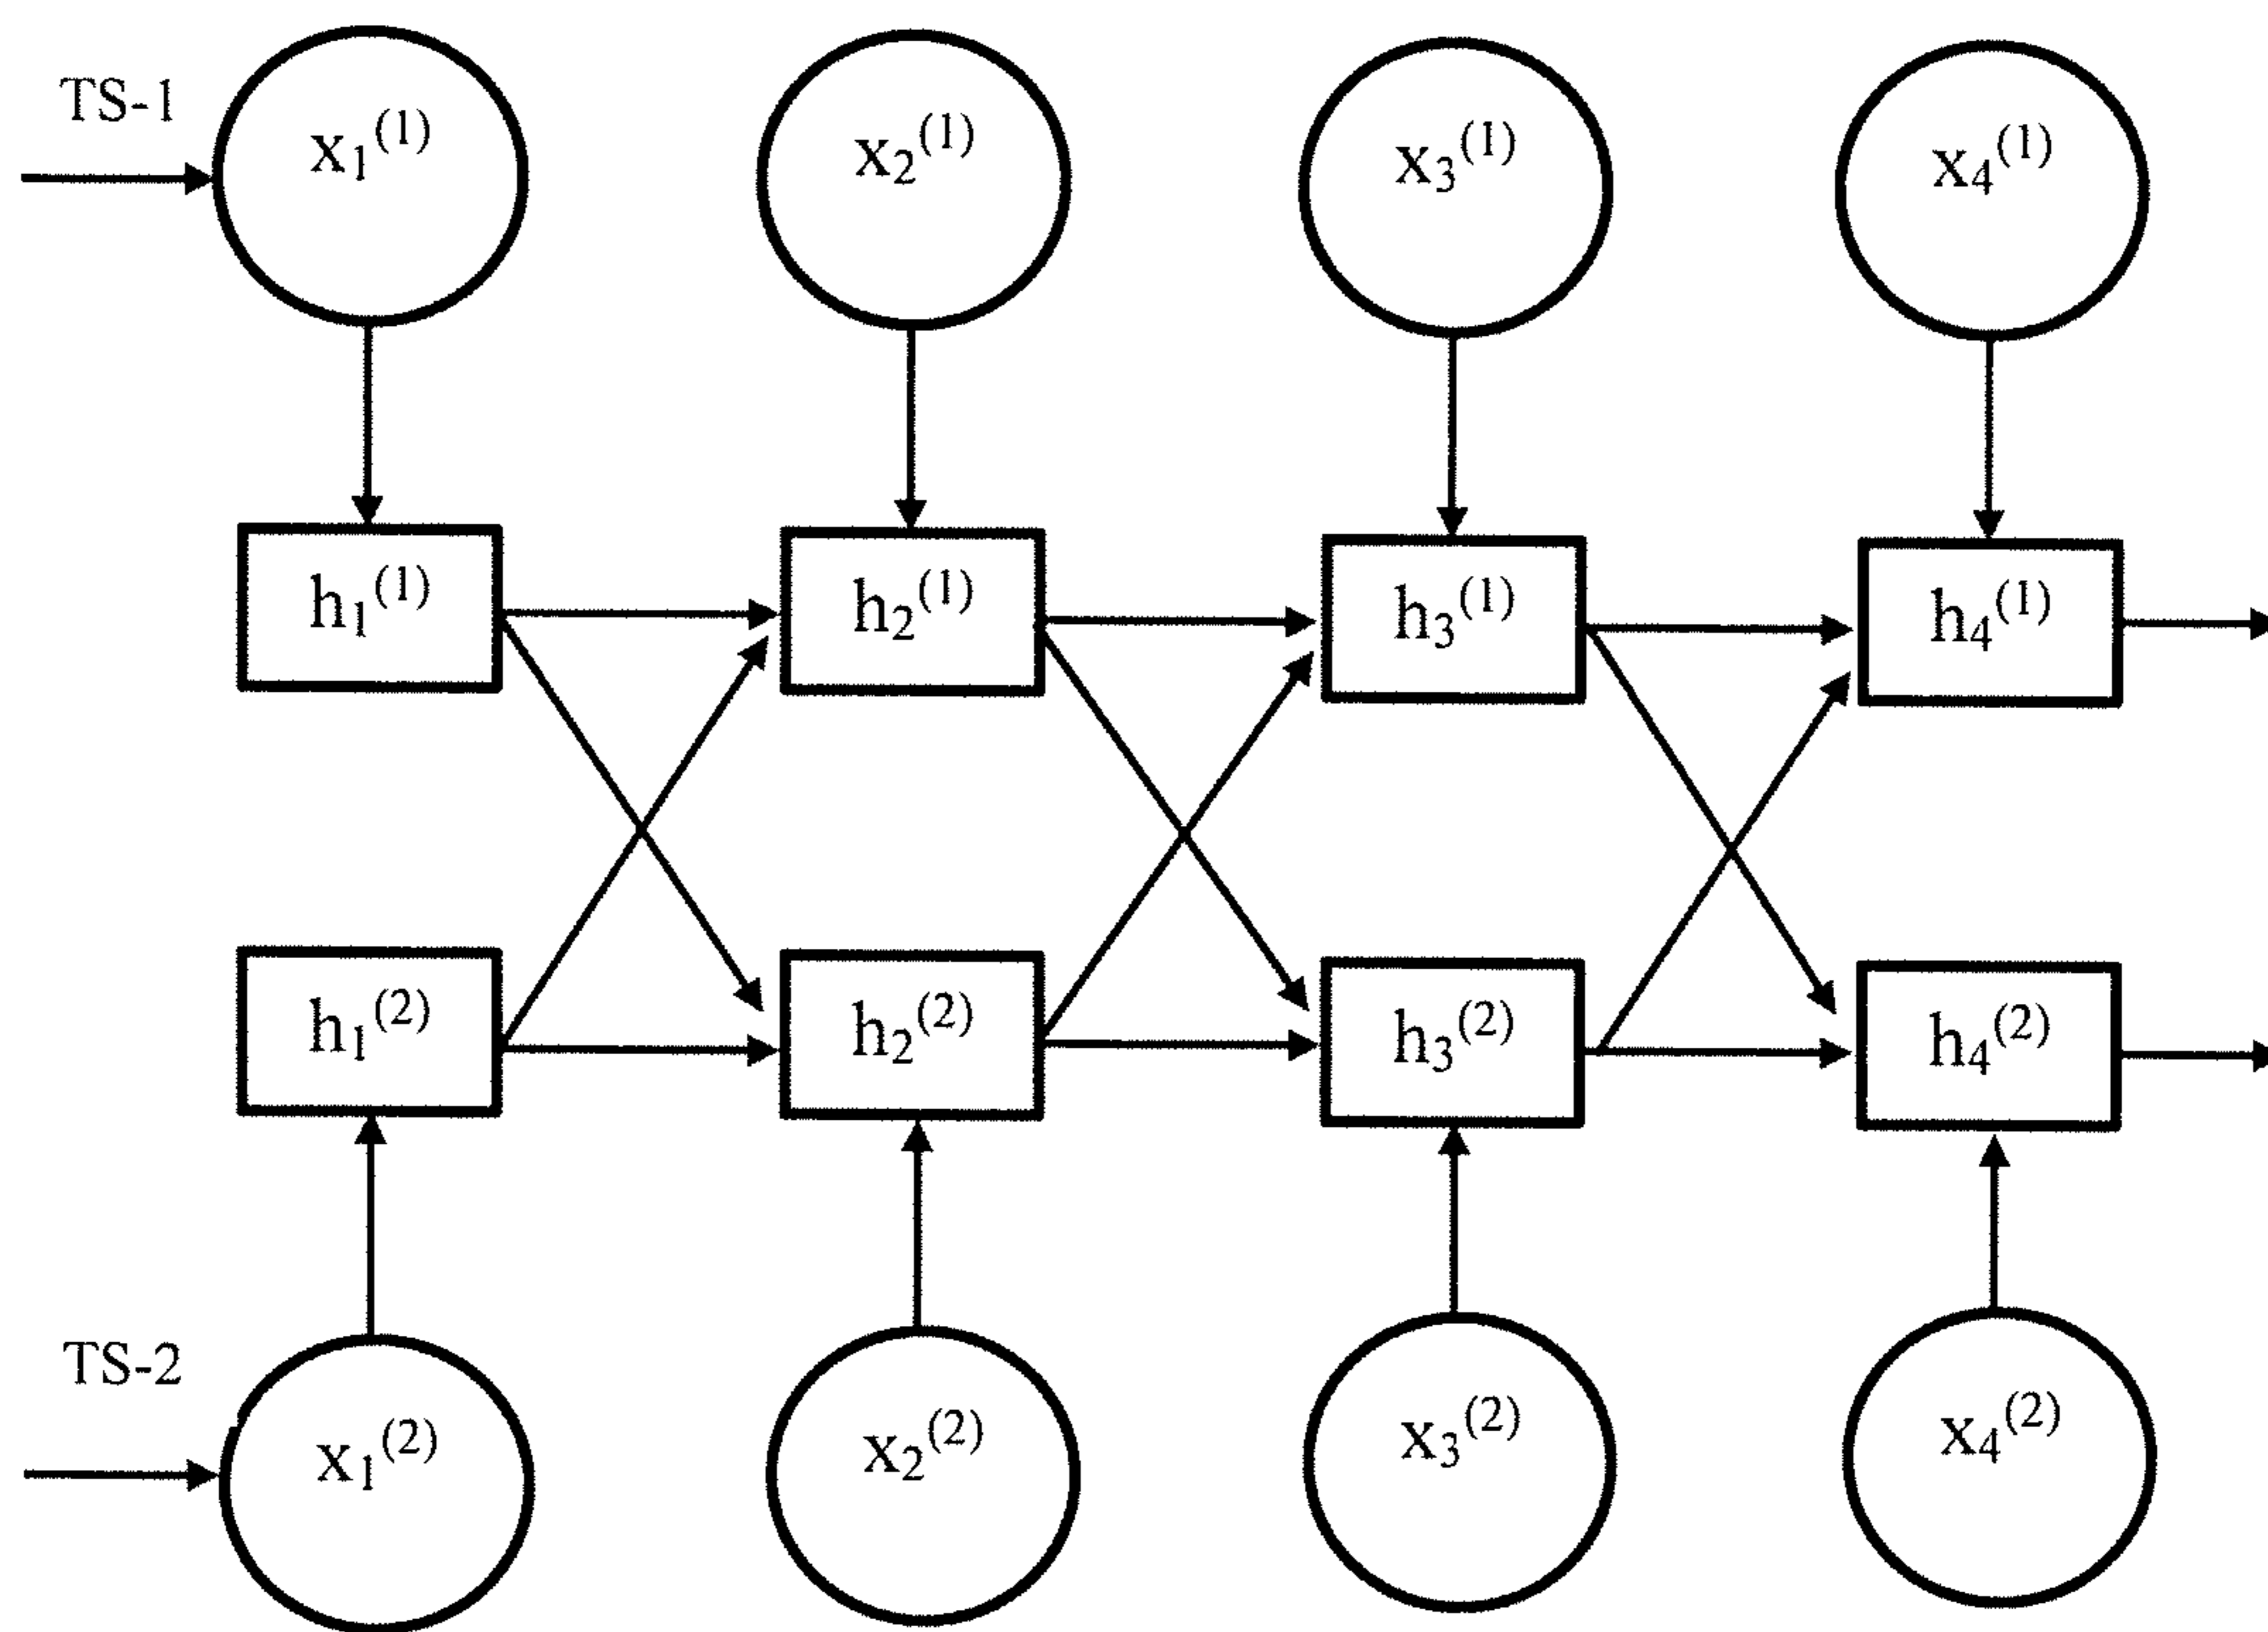 TS-1
x₁⁽¹⁾ x₂⁽¹⁾ x₃⁽¹⁾ x₄⁽¹⁾
h₁⁽¹⁾ h₂⁽¹⁾ h₃⁽¹⁾ h₄⁽¹⁾
h₁⁽²⁾ h₂⁽²⁾ h₃⁽²⁾ h₄⁽²⁾
TS-2
x₁⁽²⁾ x₂⁽²⁾ x₃⁽²⁾ x₄⁽²⁾